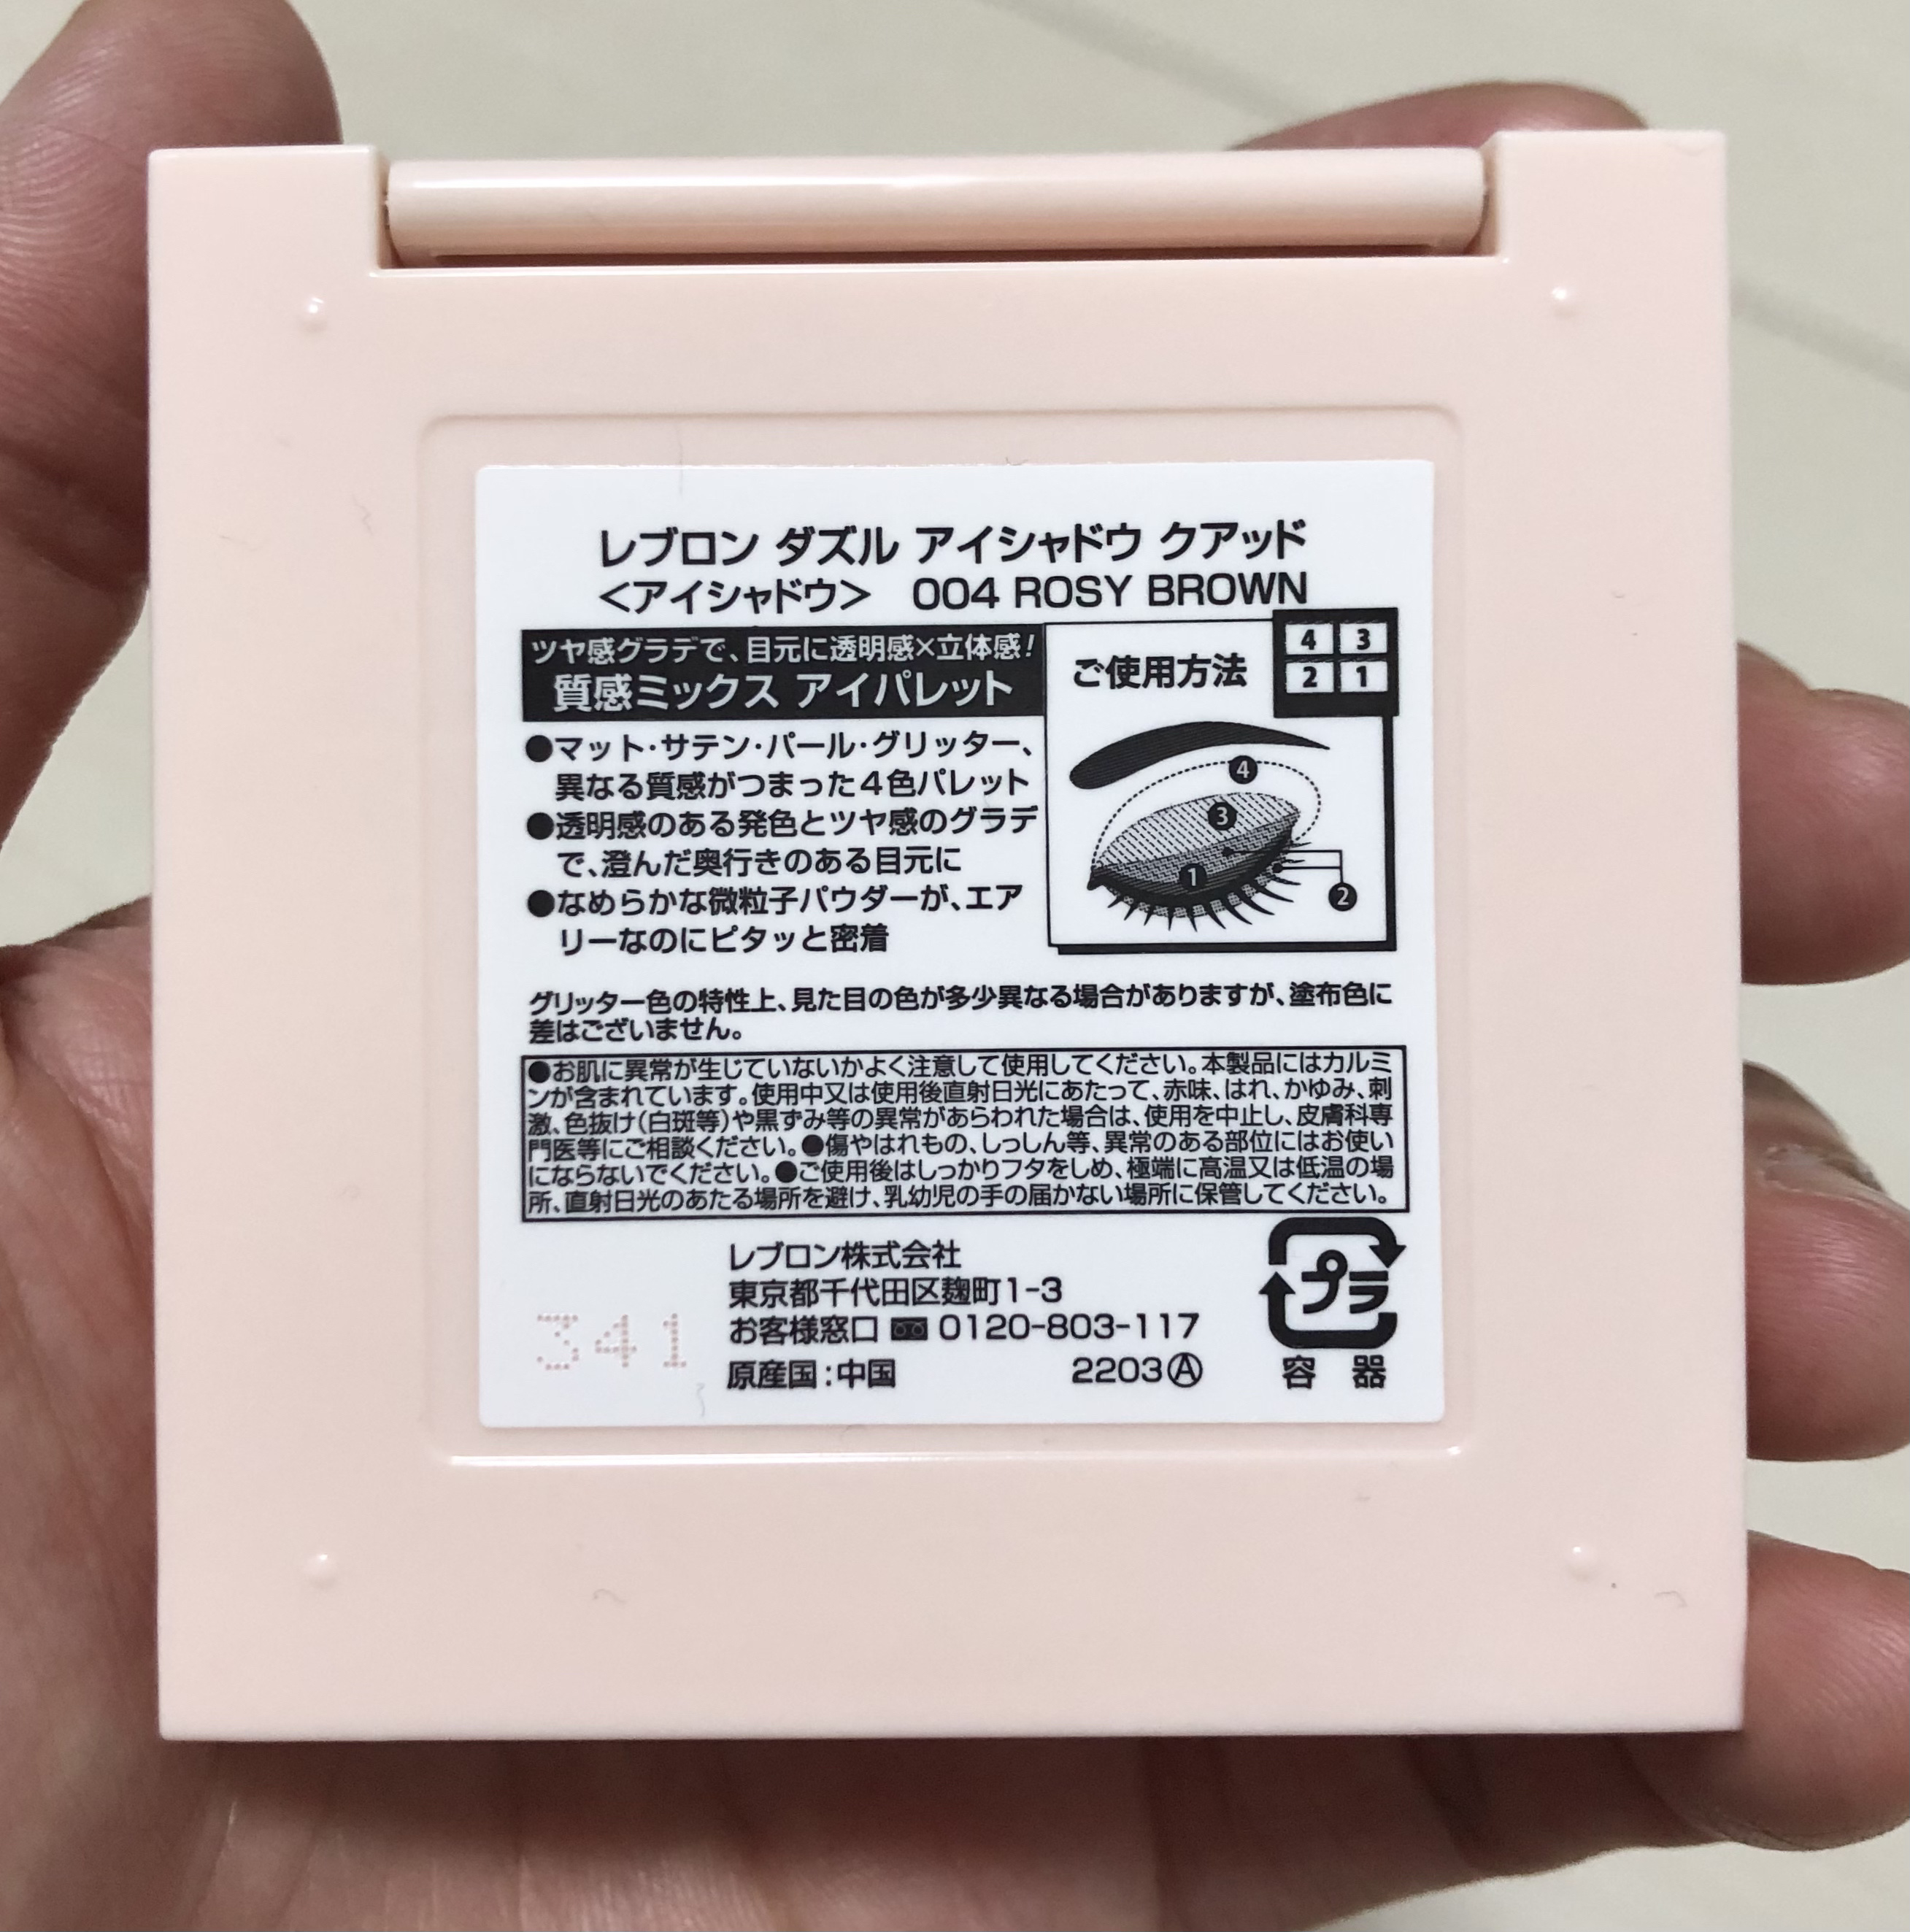 レブロン ダズル アイシャドウ クアッド
<アイシャドウ> 004 ROSY BROWN
ツヤ感グラデで、目元に透明感×立体感!
質感ミックス アイパレット
●マット・サテン・パール・グリッター、
異なる質感がつまった4色パレット
●透明感のある発色とツヤ感のグラデ
で、澄んだ奥行きのある目元に
●なめらかな微粒子パウダーが、エア
リーなのにピタッと密着
ご使用方法
4 3
2 1
4
3
1
2
グリッター色の特性上、見た目の色が多少異なる場合がありますが、塗布色に
差はございません。
●お肌に異常が生じていないかよく注意して使用してください。本製品にはカルミ
ンが含まれています。使用中又は使用後直射日光にあたって、赤味、はれ、かゆみ、刺
激、色抜け(白斑等)や黒ずみ等の異常があらわれた場合は、使用を中止し、皮膚科専
門医等にご相談ください。●傷やはれもの、しっしん等、異常のある部位にはお使い
にならないでください。●ご使用後はしっかりフタをしめ、極端に高温又は低温の場
所、直射日光のあたる場所を避け、乳幼児の手の届かない場所に保管してください。
レブロン株式会社
東京都千代田区麹町1-3
お客様窓口 0120-803-117
原産国:中国 2203Ⓐ
341
プラ
容 器